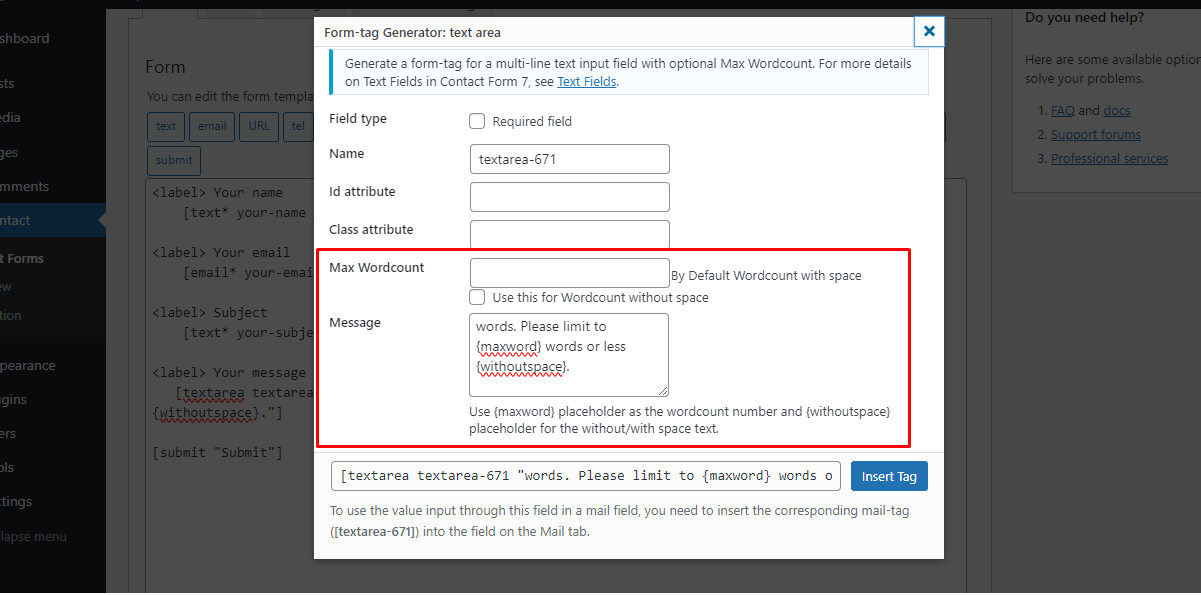 Form-tag Generator: text area
Generate a form-tag for a multi-line text input field with optional Max Wordcount. For more details
on Text Fields in Contact Form 7, see Text Fields.
Field type
Required field
Name
textarea-671
Id attribute
Class attribute
Max Wordcount
By Default Wordcount with space
Use this for Wordcount without space
Message
words. Please limit to
{maxword} words or less
{withoutspace}.
Use {maxword} placeholder as the wordcount number and {withoutspace}
placeholder for the without/with space text.
[textarea textarea-671 "words. Please limit to {maxword} words o
Insert Tag
To use the value input through this field in a mail field, you need to insert the corresponding mail-tag
([textarea-671]) into the field on the Mail tab.
shboard
sts
edia
ges
mments
ntact
t Forms
ew
tion
pearance
gins
ers
ols
ttings
lapse menu
Form
You can edit the form templa
text
email
URL
tel
submit
<label> Your name
[text* your-name
<label> Your email
[email* your-emai
<label> Subject
[text* your-subje
<label> Your message
[textarea textarea
{withoutspace}."]
[submit "Submit"]
Do you need help?
Here are some available option
solve your problems.
1. FAQ and docs
2. Support forums
3. Professional services